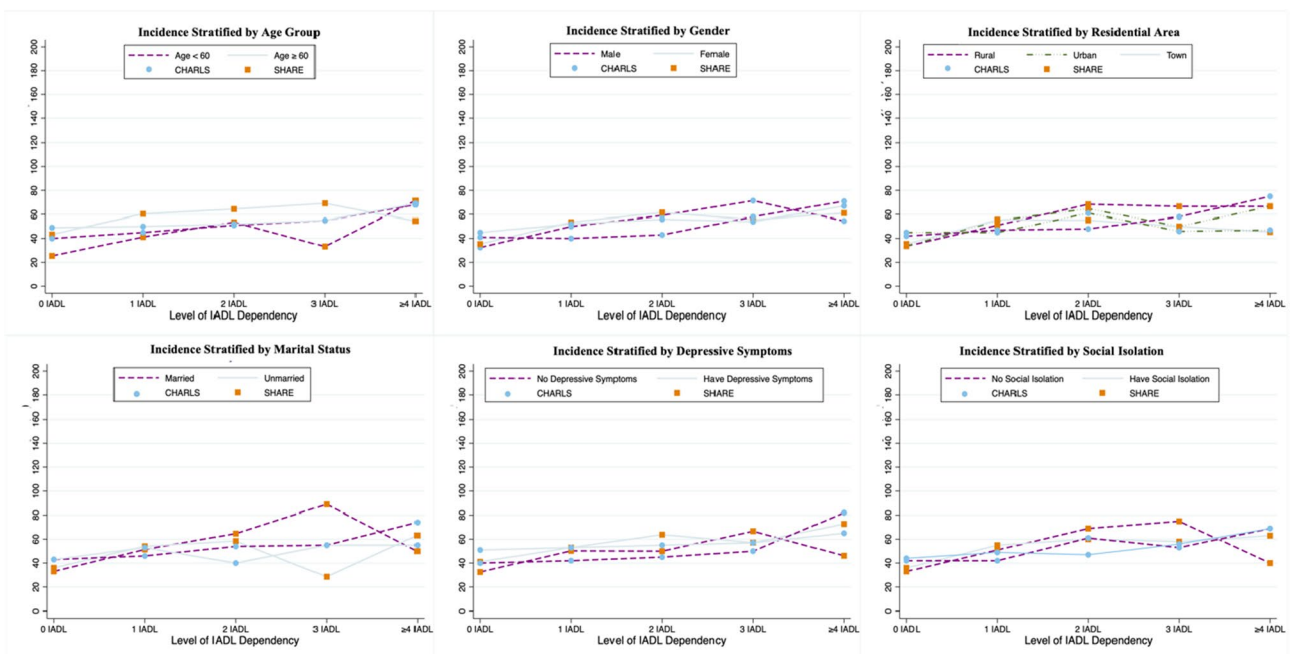 Incidence Stratified by Age Group
Age < 60 Age ≥ 60
CHARLS SHARE
200
180
160
140
120
100
80
60
40
20
0
0 IADL 1 IADL 2 IADL 3 IADL ≥4 IADL
Level of IADL Dependency
Incidence Stratified by Gender
Male Female
CHARLS SHARE
200
180
160
140
120
100
80
60
40
20
0
0 IADL 1 IADL 2 IADL 3 IADL ≥4 IADL
Level of IADL Dependency
Incidence Stratified by Residential Area
Rural Urban Town
CHARLS SHARE
200
180
160
140
120
100
80
60
40
20
0
0 IADL 1 IADL 2 IADL 3 IADL ≥4 IADL
Level of IADL Dependency
Incidence Stratified by Marital Status
Married Unmarried
CHARLS SHARE
200
180
160
140
120
100
80
60
40
20
0
0 IADL 1 IADL 2 IADL 3 IADL ≥4 IADL
Level of IADL Dependency
Incidence Stratified by Depressive Symptoms
No Depressive Symptoms Have Depressive Symptoms
CHARLS SHARE
200
180
160
140
120
100
80
60
40
20
0
0 IADL 1 IADL 2 IADL 3 IADL ≥4 IADL
Level of IADL Dependency
Incidence Stratified by Social Isolation
No Social Isolation Have Social Isolation
CHARLS SHARE
200
180
160
140
120
100
80
60
40
20
0
0 IADL 1 IADL 2 IADL 3 IADL ≥4 IADL
Level of IADL Dependency